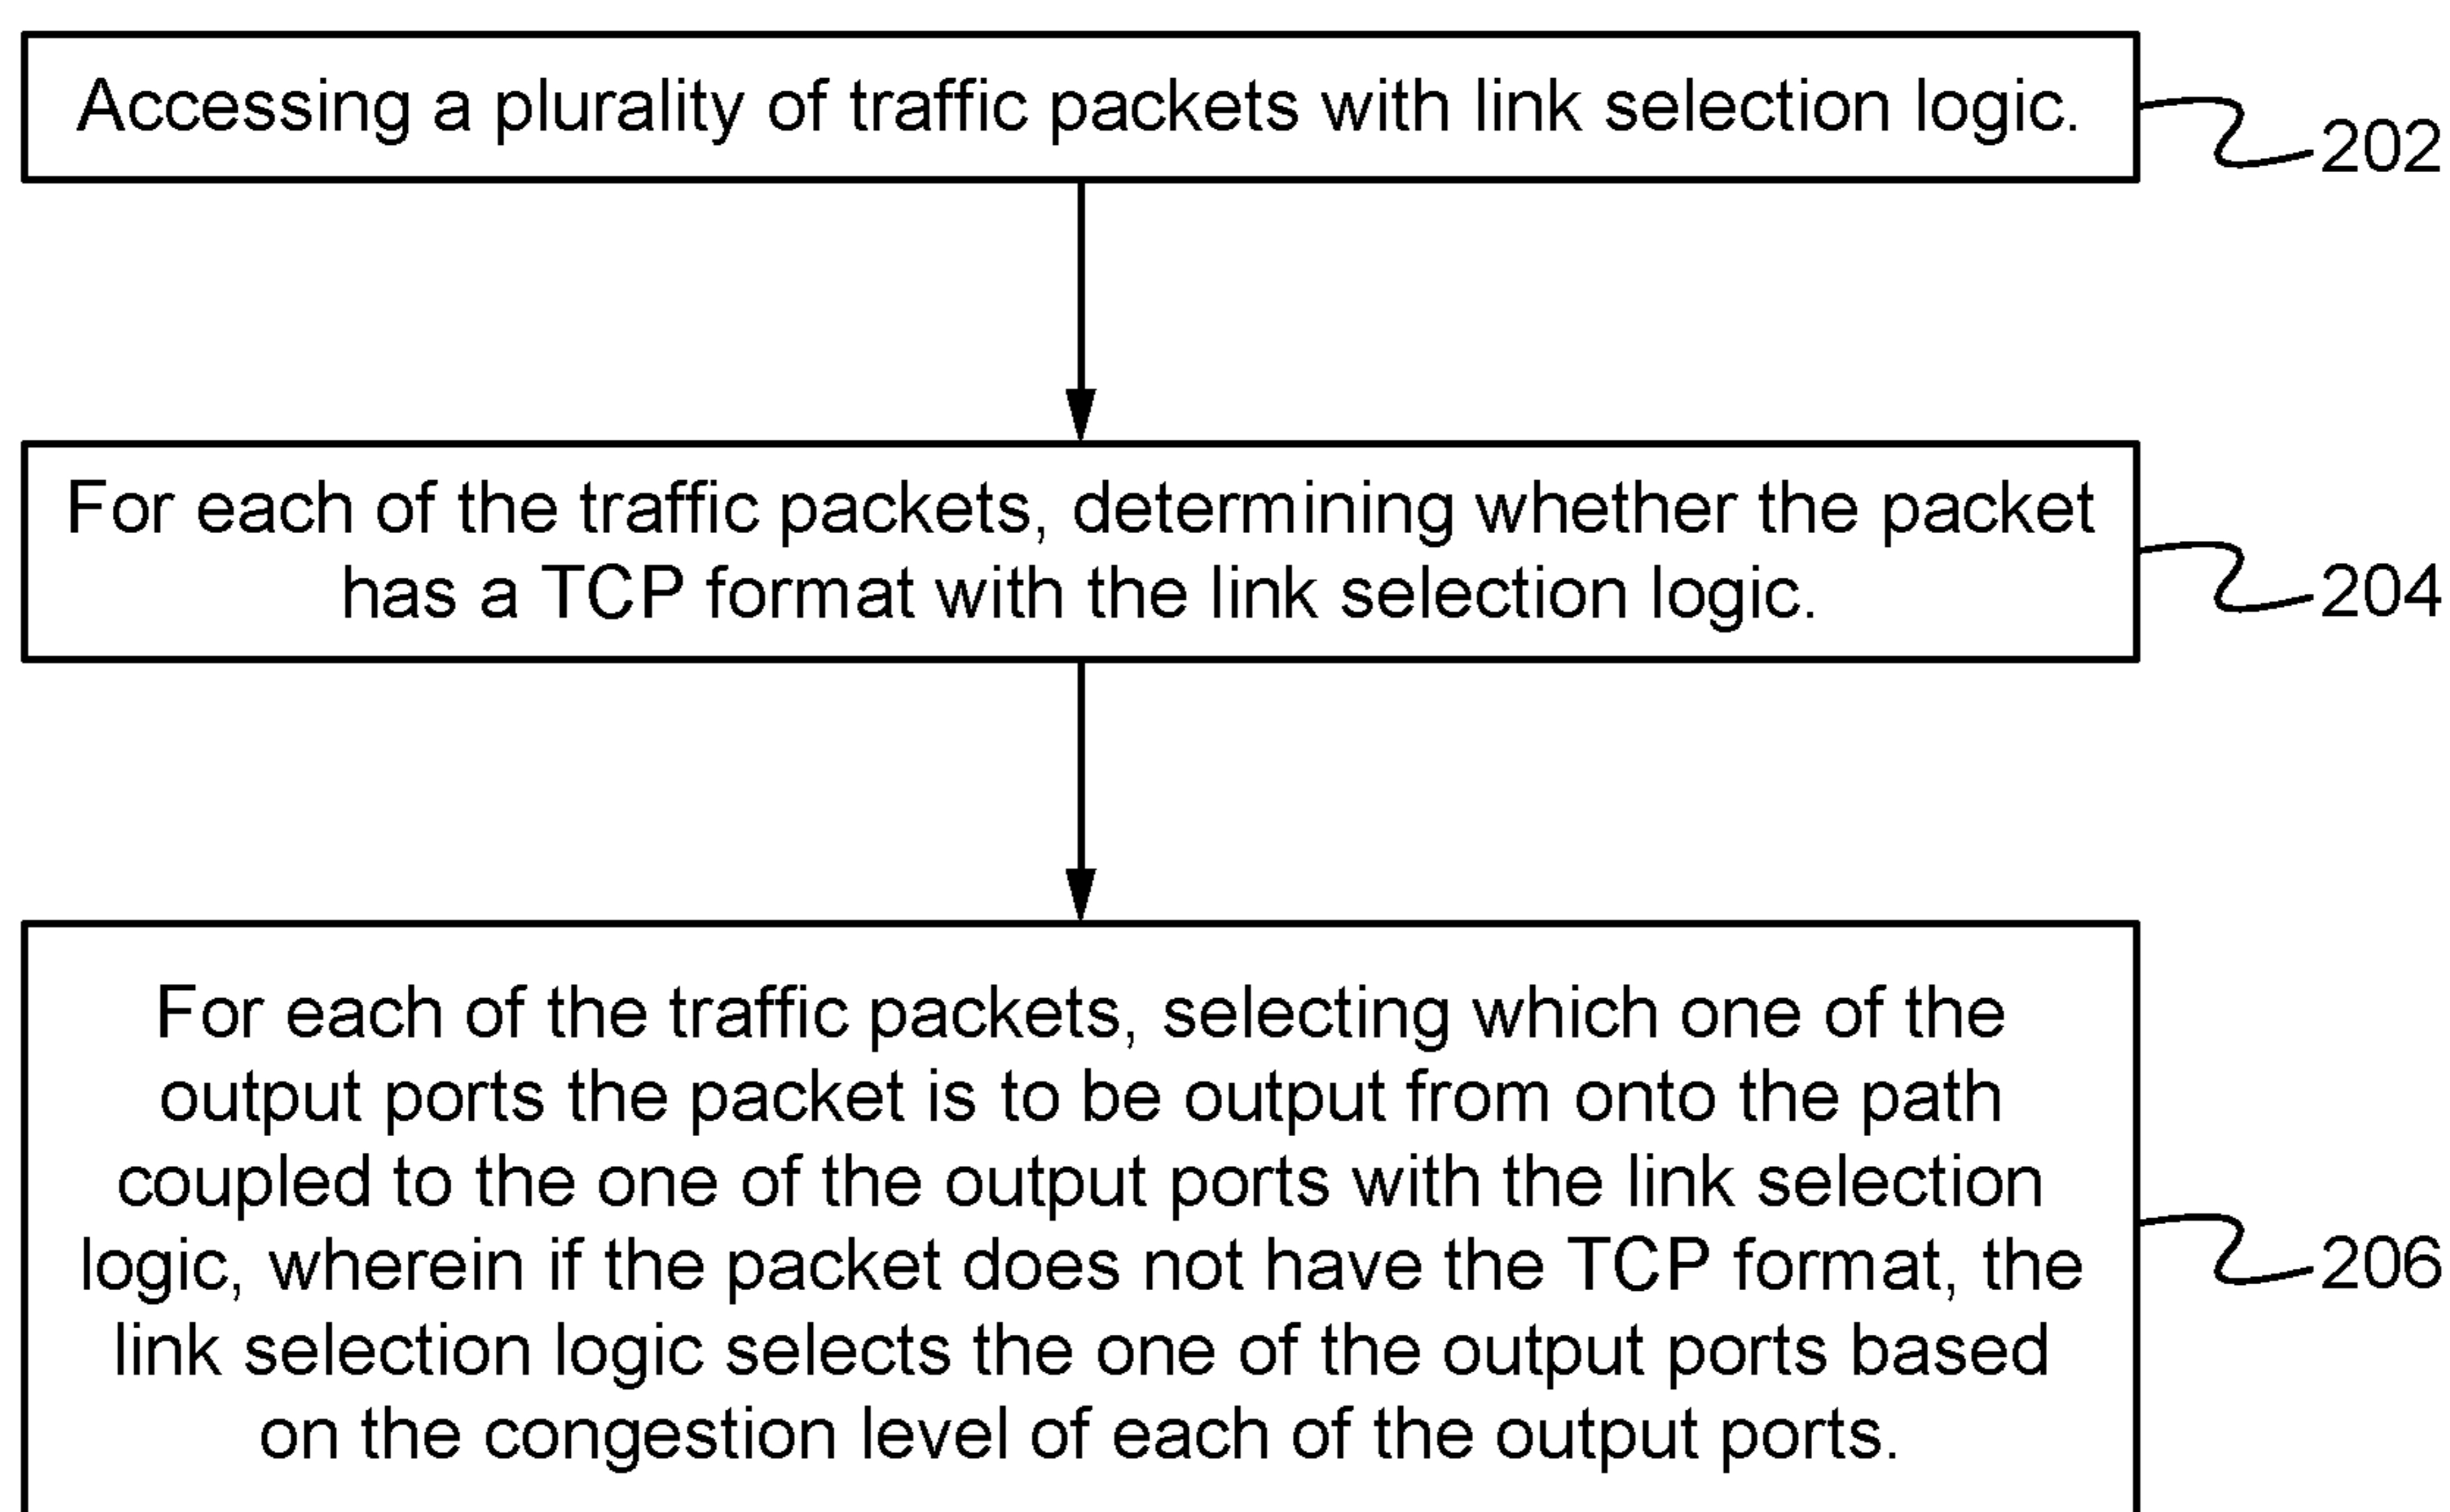 Accessing a plurality of traffic packets with link selection logic.
202
For each of the traffic packets, determining whether the packet
has a TCP format with the link selection logic.
204
For each of the traffic packets, selecting which one of the
output ports the packet is to be output from onto the path
coupled to the one of the output ports with the link selection
logic, wherein if the packet does not have the TCP format, the
link selection logic selects the one of the output ports based
on the congestion level of each of the output ports.
206